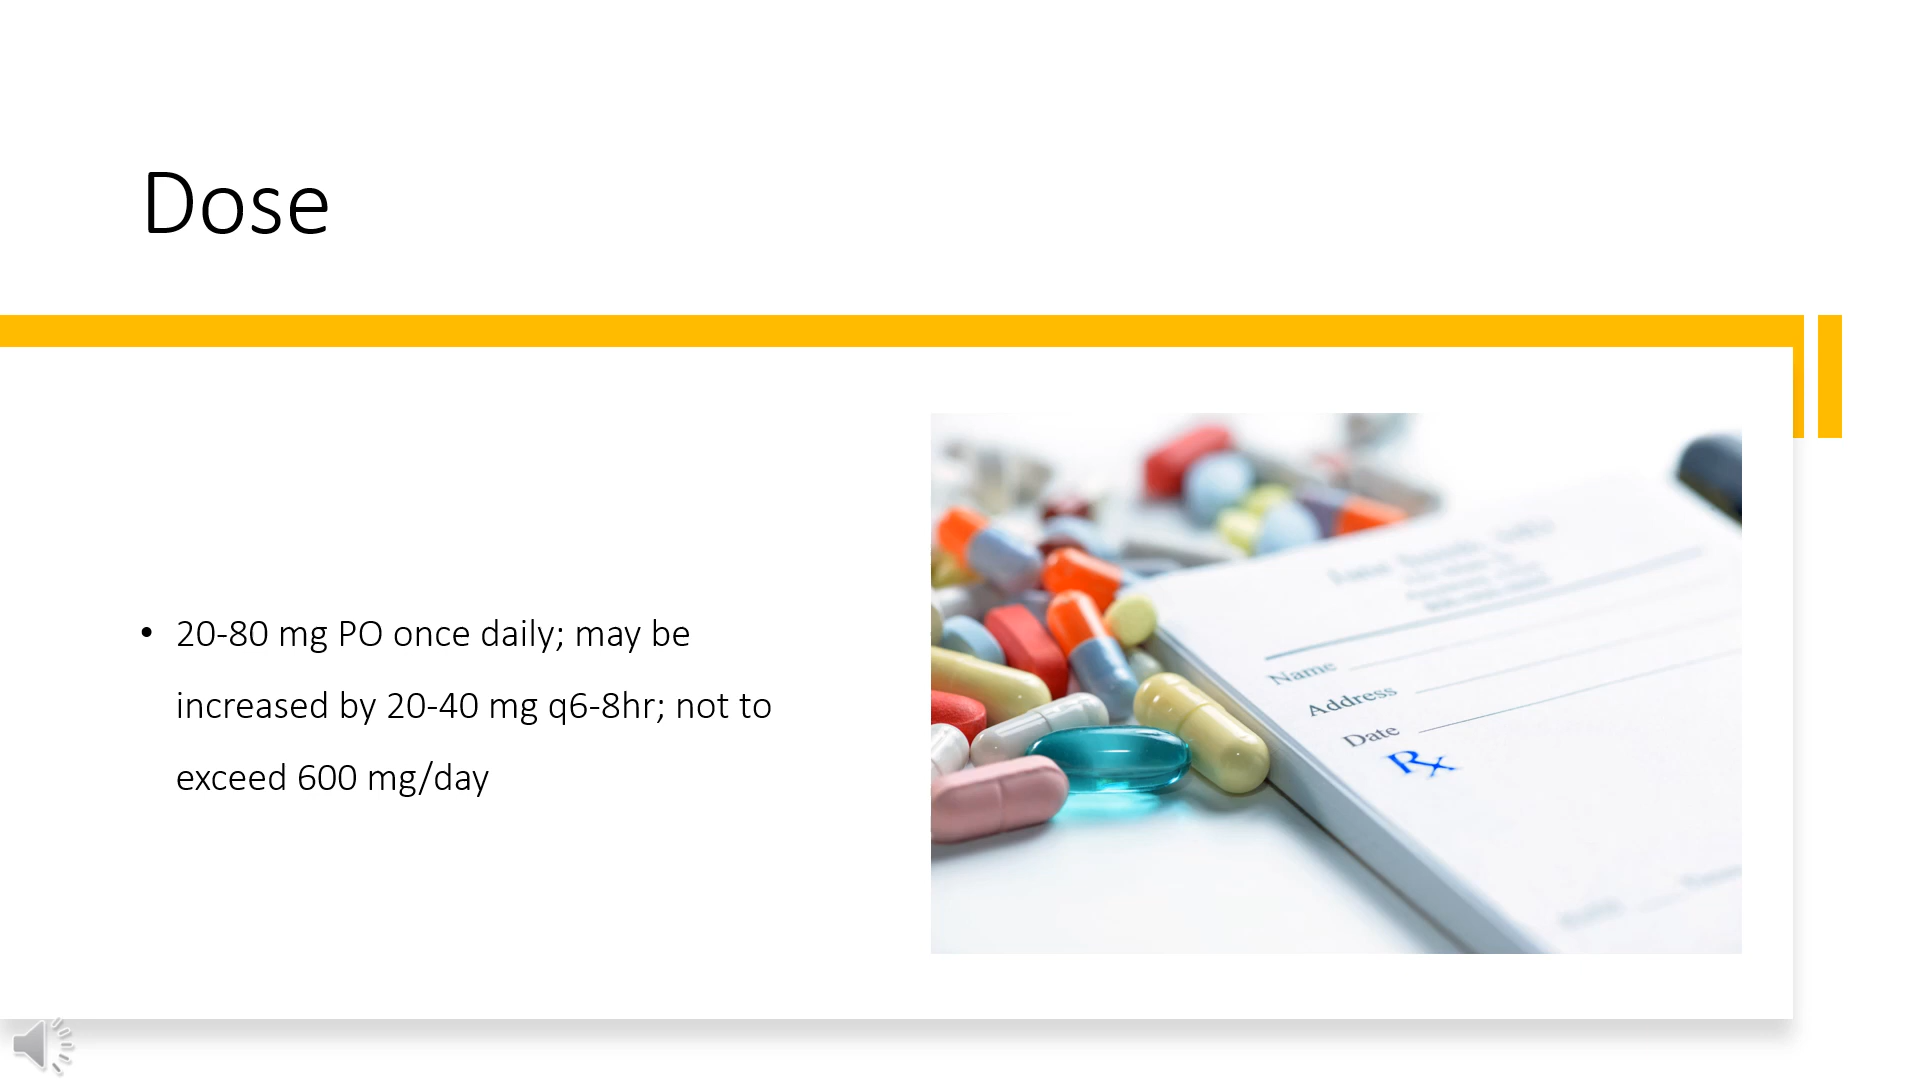 Dose
• 20-80 mg PO once daily; may be
increased by 20-40 mg q6-8hr; not to
exceed 600 mg/day
Name
Address
Date
Rx